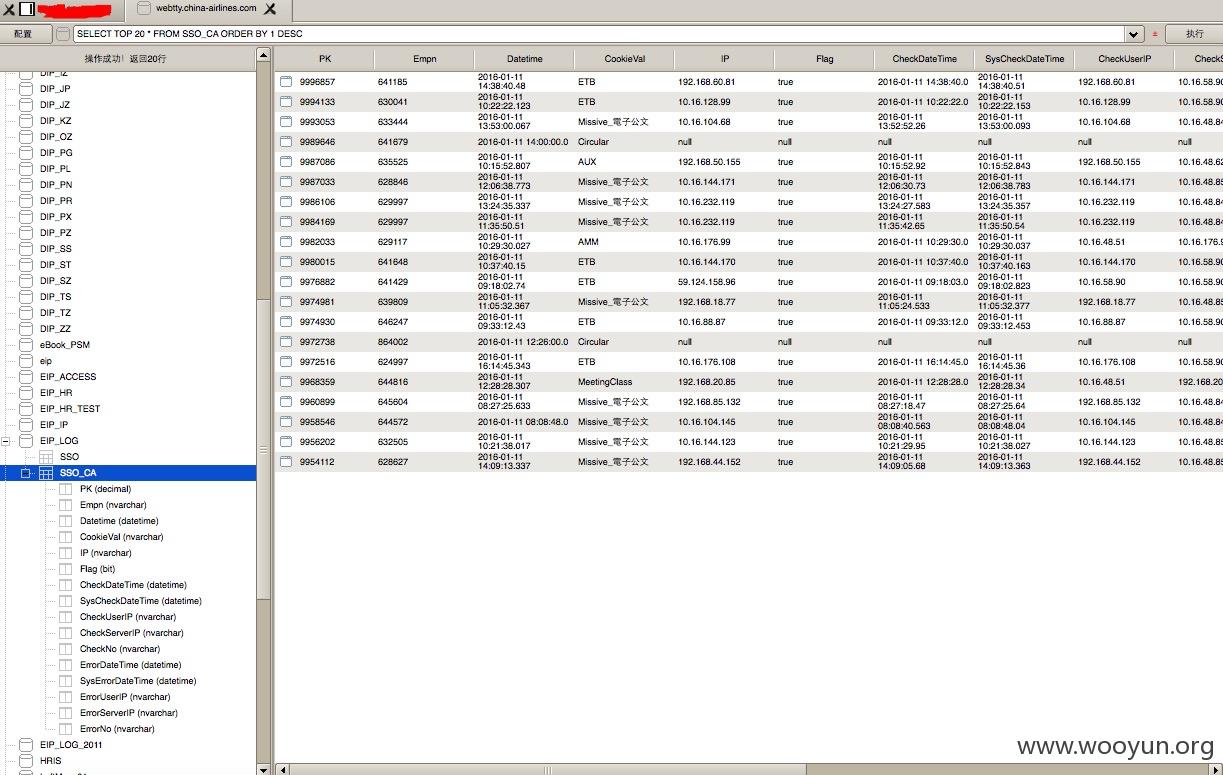 webtty.china-airlines.com
配置
SELECT TOP 20 * FROM SSO_CA ORDER BY 1 DESC
执行
操作成功！返回20行
DIP_IZ
DIP_JP
DIP_JZ
DIP_KZ
DIP_OZ
DIP_PG
DIP_PL
DIP_PN
DIP_PR
DIP_PX
DIP_PZ
DIP_SS
DIP_ST
DIP_SZ
DIP_TS
DIP_TZ
DIP_ZZ
eBook_PSM
eip
EIP_ACCESS
EIP_HR
EIP_HR_TEST
EIP_IP
EIP_LOG
SSO
SSO_CA
PK (decimal)
Empn (nvarchar)
Datetime (datetime)
CookieVal (nvarchar)
IP (nvarchar)
Flag (bit)
CheckDateTime (datetime)
SysCheckDateTime (datetime)
CheckUserIP (nvarchar)
CheckServerIP (nvarchar)
CheckNo (nvarchar)
ErrorDateTime (datetime)
SysErrorDateTime (datetime)
ErrorUserIP (nvarchar)
ErrorServerIP (nvarchar)
ErrorNo (nvarchar)
EIP_LOG_2011
HRIS
PK Empn Datetime CookieVal IP Flag CheckDateTime SysCheckDateTime CheckUserIP CheckS
9996857 641185 2016-01-11 14:38:40.48 ETB 192.168.60.81 true 2016-01-11 14:38:40.0 2016-01-11 14:38:40.51 192.168.60.81 10.16.58.90
9994133 630041 2016-01-11 10:22:22.123 ETB 10.16.128.99 true 2016-01-11 10:22:22.0 2016-01-11 10:22:22.153 10.16.128.99 10.16.58.90
9993053 633444 2016-01-11 13:53:00.067 Missive_電子公文 10.16.104.68 true 2016-01-11 13:52:52.26 2016-01-11 13:53:00.093 10.16.104.68 10.16.48.84
9989646 641679 2016-01-11 14:00:00.0 Circular null null null null null null
9987086 635525 2016-01-11 10:15:52.807 AUX 192.168.50.155 true 2016-01-11 10:15:52.92 2016-01-11 10:15:52.843 192.168.50.155 10.16.48.6
9987033 628846 2016-01-11 12:06:38.773 Missive_電子公文 10.16.144.171 true 2016-01-11 12:06:30.73 2016-01-11 12:06:38.783 10.16.144.171 10.16.48.85
9986106 629997 2016-01-11 13:24:35.337 Missive_電子公文 10.16.232.119 true 2016-01-11 13:24:27.583 2016-01-11 13:24:35.357 10.16.232.119 10.16.48.84
9984169 629997 2016-01-11 11:35:50.51 Missive_電子公文 10.16.232.119 true 2016-01-11 11:35:42.65 2016-01-11 11:35:50.54 10.16.232.119 10.16.48.84
9982033 629117 2016-01-11 10:29:30.027 AMM 10.16.176.99 true 2016-01-11 10:29:30.0 2016-01-11 10:29:30.037 10.16.48.51 10.16.176.9
9980015 641648 2016-01-11 10:37:40.15 ETB 10.16.144.170 true 2016-01-11 10:37:40.0 2016-01-11 10:37:40.163 10.16.144.170 10.16.58.90
9976882 641429 2016-01-11 09:18:02.74 ETB 59.124.158.96 true 2016-01-11 09:18:03.0 2016-01-11 09:18:02.823 10.16.58.90 10.16.58.90
9974981 639809 2016-01-11 11:05:32.367 Missive_電子公文 192.168.18.77 true 2016-01-11 11:05:24.533 2016-01-11 11:05:32.377 192.168.18.77 10.16.48.85
9974930 646247 2016-01-11 09:33:12.43 ETB 10.16.88.87 true 2016-01-11 09:33:12.0 2016-01-11 09:33:12.453 10.16.88.87 10.16.58.90
9972738 864002 2016-01-11 12:26:00.0 Circular null null null null null null
9972516 624997 2016-01-11 16:14:45.343 ETB 10.16.176.108 true 2016-01-11 16:14:45.0 2016-01-11 16:14:45.36 10.16.176.108 10.16.58.90
9968359 644816 2016-01-11 12:28:28.307 MeetingClass 192.168.20.85 true 2016-01-11 12:28:28.0 2016-01-11 12:28:28.34 10.16.48.51 192.168.20
9960899 645604 2016-01-11 08:27:25.633 Missive_電子公文 192.168.85.132 true 2016-01-11 08:27:18.47 2016-01-11 08:27:25.64 192.168.85.132 10.16.48.84
9958546 644572 2016-01-11 08:08:48.0 Missive_電子公文 10.16.104.145 true 2016-01-11 08:08:40.563 2016-01-11 08:08:48.04 10.16.104.145 10.16.48.84
9956202 632505 2016-01-11 10:21:38.017 Missive_電子公文 10.16.144.123 true 2016-01-11 10:21:29.95 2016-01-11 10:21:38.027 10.16.144.123 10.16.48.85
9954112 628627 2016-01-11 14:09:13.337 Missive_電子公文 192.168.44.152 true 2016-01-11 14:09:05.68 2016-01-11 14:09:13.363 192.168.44.152 10.16.48.85
www.wooyun.org